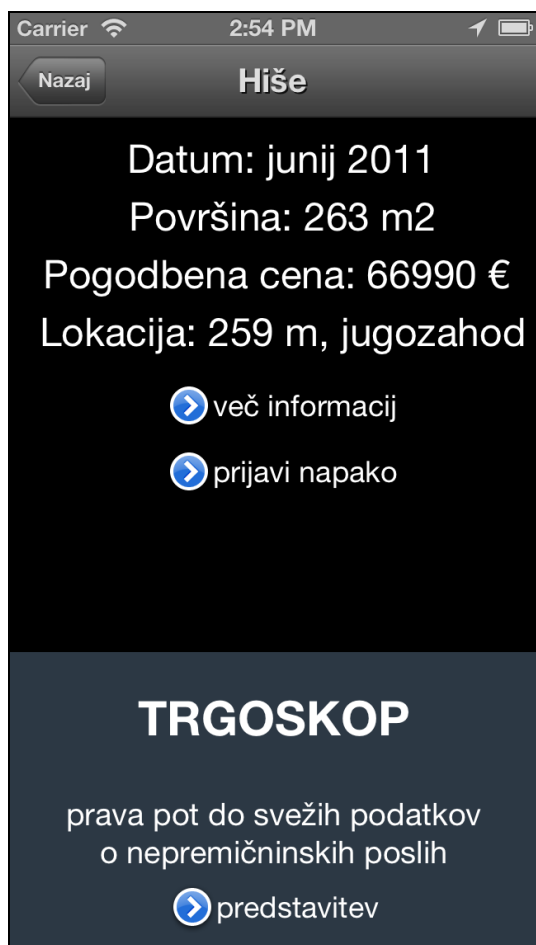 Carrier 2:54 PM
Nazaj Hiše
Datum: junij 2011
Površina: 263 m2
Pogodbena cena: 66990 €
Lokacija: 259 m, jugozahod
več informacij
prijavi napako
TRGOSKOP
prava pot do svežih podatkov
o nepremičninskih poslih
predstavitev